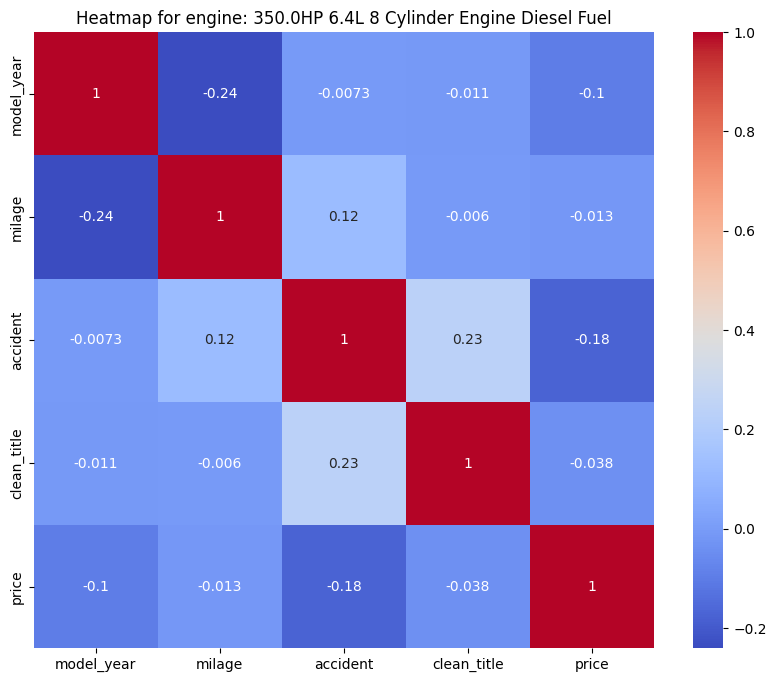 Heatmap for engine: 350.0HP 6.4L 8 Cylinder Engine Diesel Fuel
model_year 1 -0.24 -0.0073 -0.011 -0.1
milage -0.24 1 0.12 -0.006 -0.013
accident -0.0073 0.12 1 0.23 -0.18
clean_title -0.011 -0.006 0.23 1 -0.038
price -0.1 -0.013 -0.18 -0.038 1
model_year milage accident clean_title price
1.0
0.8
0.6
0.4
0.2
0.0
−0.2